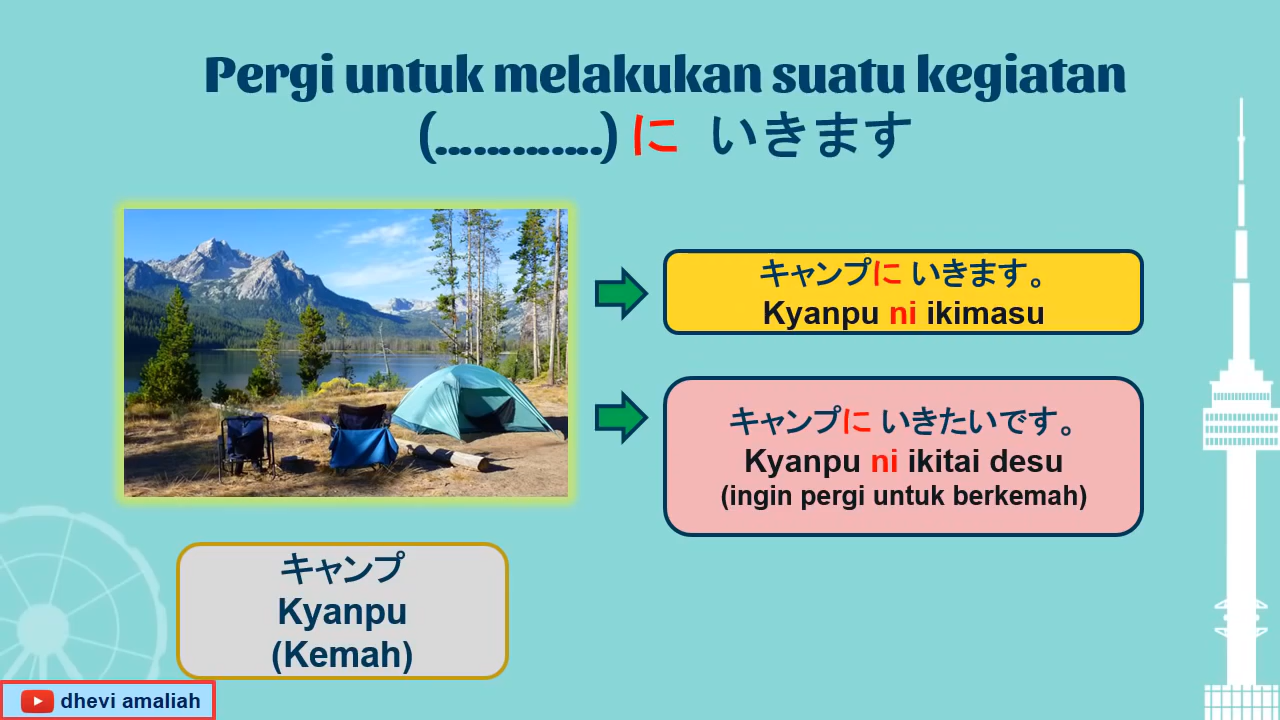 Pergi untuk melakukan suatu kegiatan
(.............) に いきます
キャンプに いきます。
Kyanpu ni ikimasu
キャンプに いきたいです。
Kyanpu ni ikitai desu
(ingin pergi untuk berkemah)
キャンプ
Kyanpu
(Kemah)
dhevi amaliah